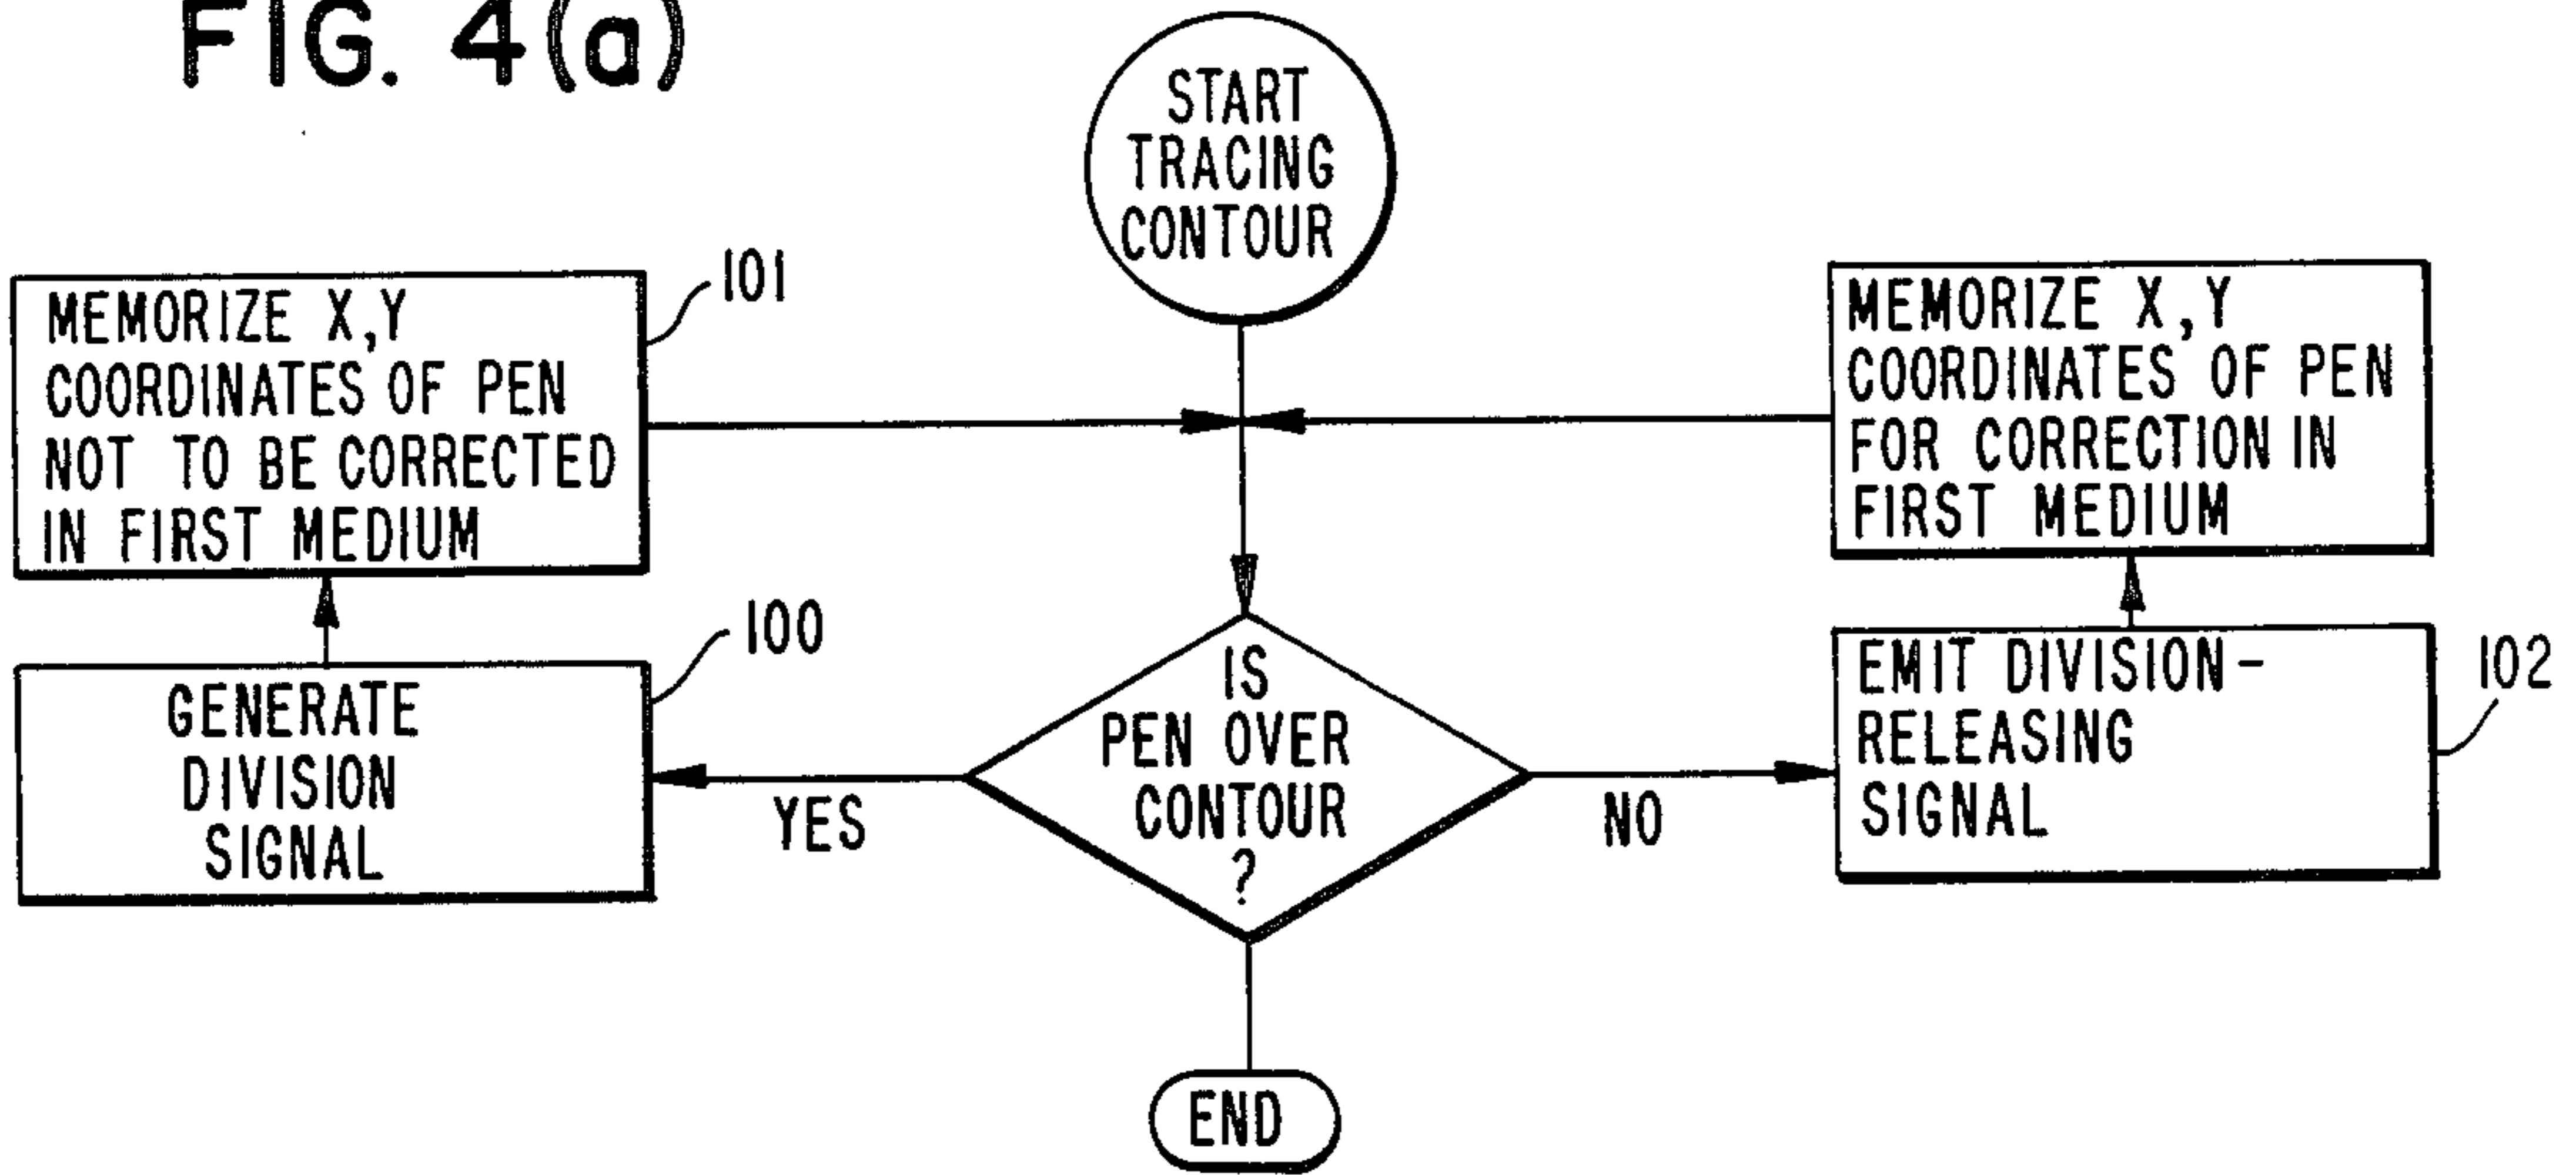 FIG. 4(a)
START
TRACING
CONTOUR
MEMORIZE X,Y
COORDINATES OF PEN
NOT TO BE CORRECTED
IN FIRST MEDIUM
101
MEMORIZE X,Y
COORDINATES OF PEN
FOR CORRECTION IN
FIRST MEDIUM
GENERATE
DIVISION
SIGNAL
100
YES
IS
PEN OVER
CONTOUR
?
NO
EMIT DIVISION-
RELEASING
SIGNAL
102
END